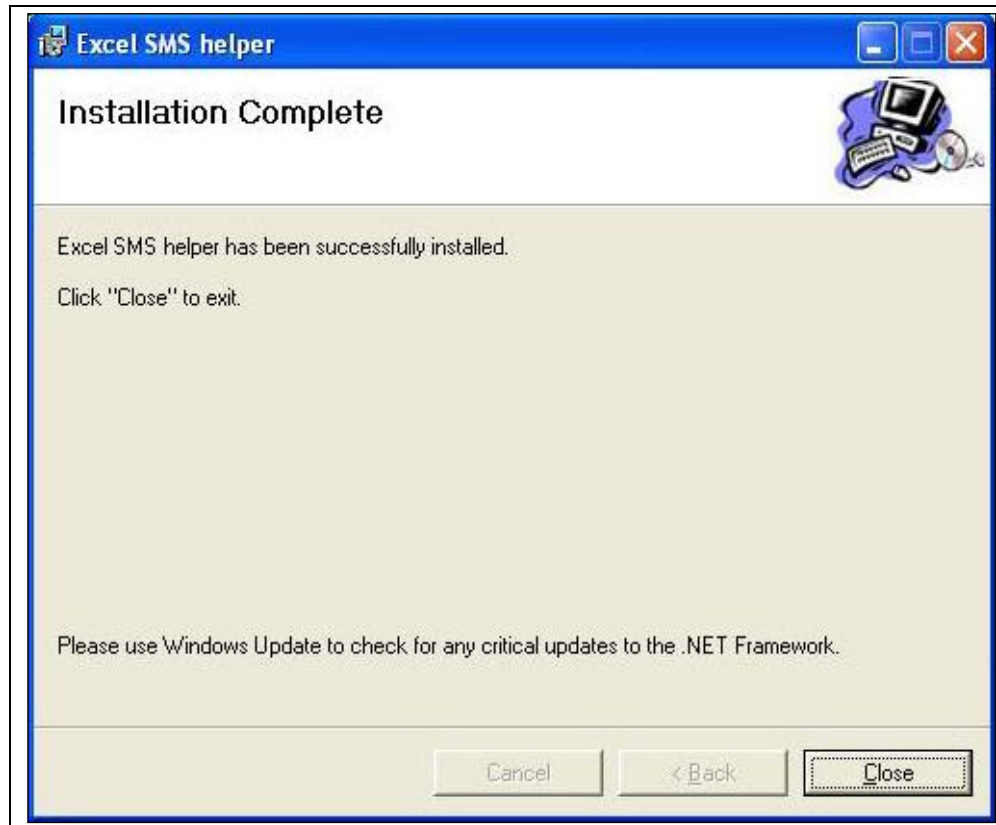 Excel SMS helper
Installation Complete
Excel SMS helper has been successfully installed.
Click "Close" to exit.
Please use Windows Update to check for any critical updates to the .NET Framework.
Cancel
< Back
Close